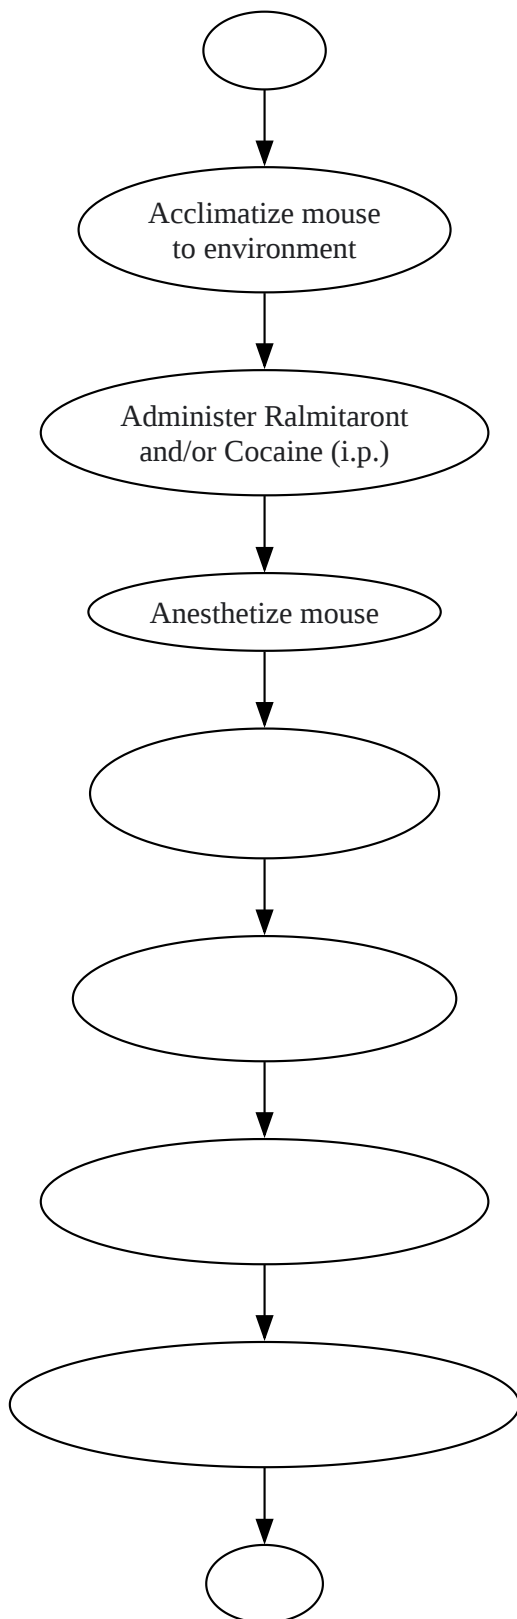 Acclimatize mouse
to environment
Administer Ralmitaront
and/or Cocaine (i.p.)
Anesthetize mouse